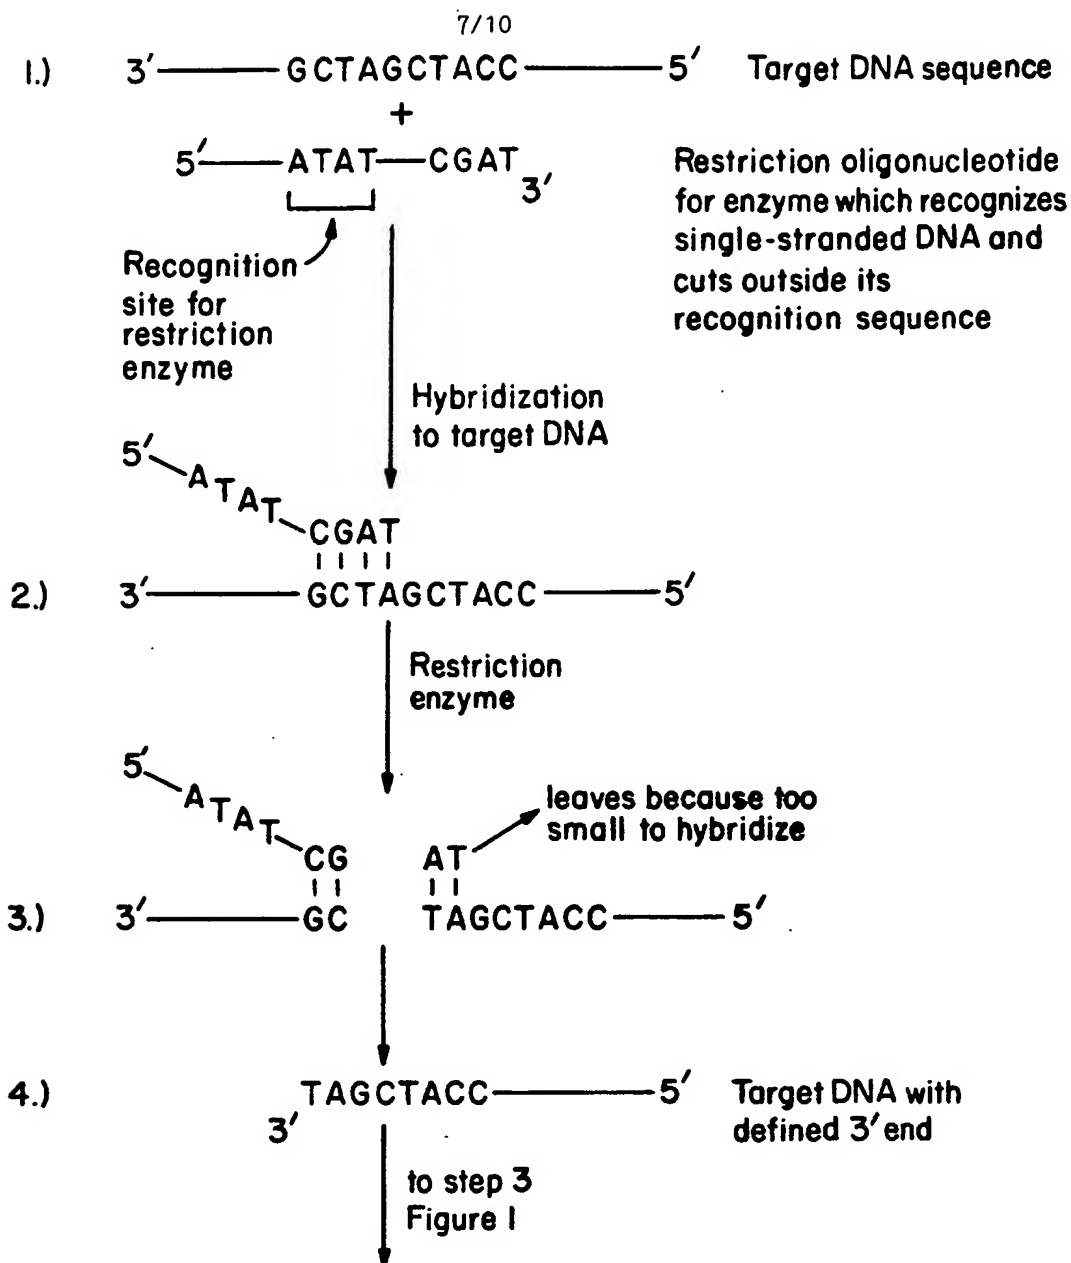 7/10
1.) 3′ GCTAGCTACC 5′ Target DNA sequence
+
5′ ATAT CGAT 3′
Restriction oligonucleotide
for enzyme which recognizes
single-stranded DNA and
cuts outside its
recognition sequence
Recognition
site for
restriction
enzyme
Hybridization
to target DNA
5′ ATAT CGAT
2.) 3′ GCTAGCTACC 5′
Restriction
enzyme
leaves because too
small to hybridize
5′ ATAT CG AT
3.) 3′ GC TAGCTACC 5′
4.) 3′ TAGCTACC 5′ Target DNA with
defined 3′ end
to step 3
Figure 1